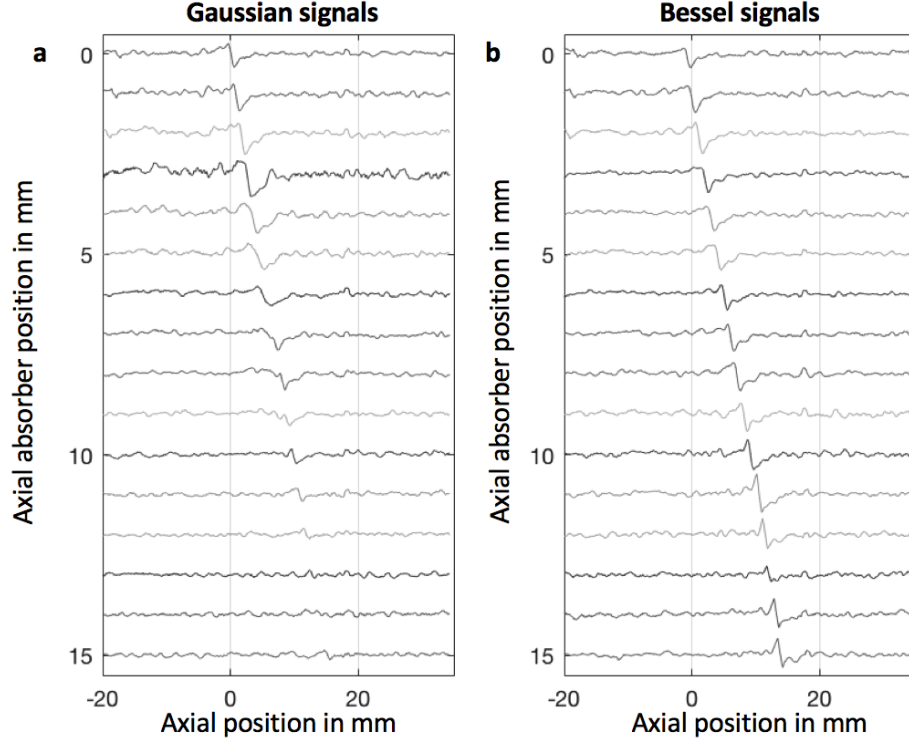 Gaussian signals
a
0
5
10
15
Axial absorber position in mm
-20
0
20
Axial position in mm
Bessel signals
b
0
5
10
15
Axial absorber position in mm
-20
0
20
Axial position in mm